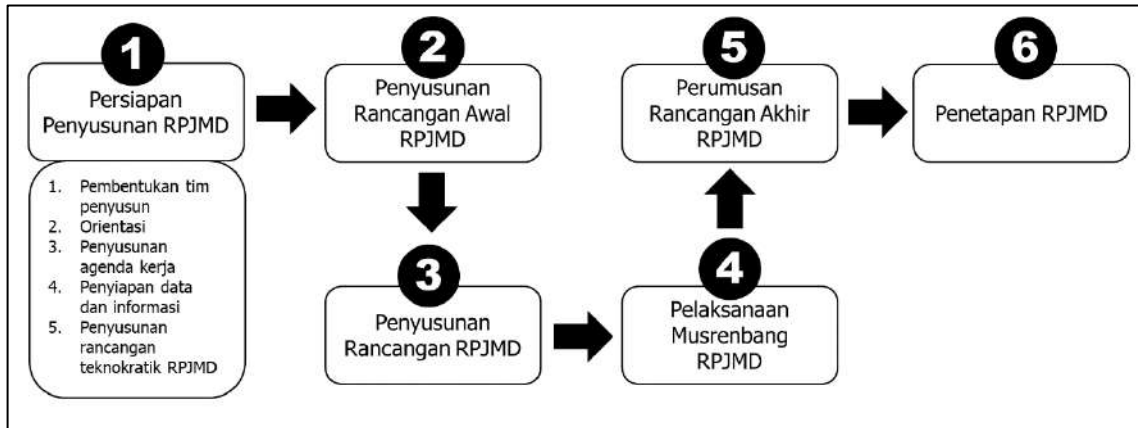 1
Persiapan
Penyusunan RPJMD
1. Pembentukan tim
penyusun
2. Orientasi
3. Penyusunan
agenda kerja
4. Penyiapan data
dan informasi
5. Penyusunan
rancangan
teknokratik RPJMD
2
Penyusunan
Rancangan Awal
RPJMD
3
Penyusunan
Rancangan RPJMD
4
Pelaksanaan
Musrenbang
RPJMD
5
Perumusan
Rancangan Akhir
RPJMD
6
Penetapan RPJMD